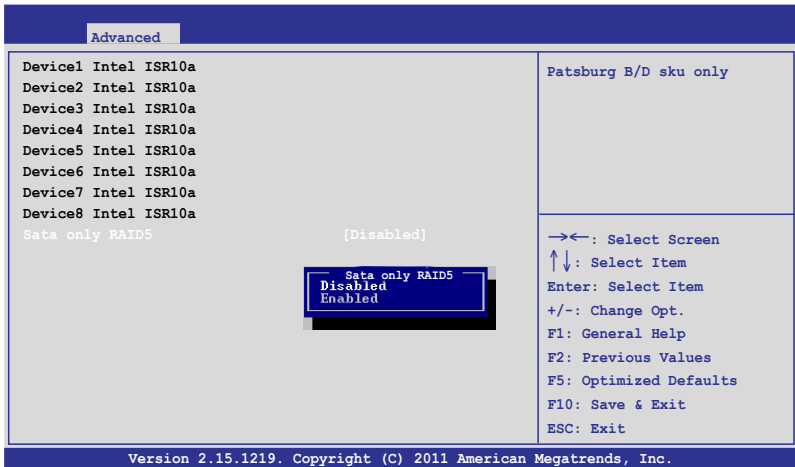 Advanced
Device1 Intel ISR10a
Device2 Intel ISR10a
Device3 Intel ISR10a
Device4 Intel ISR10a
Device5 Intel ISR10a
Device6 Intel ISR10a
Device7 Intel ISR10a
Device8 Intel ISR10a
Sata only RAID5 [Disabled]
Sata only RAID5
Disabled
Enabled
Patsburg B/D sku only
→←: Select Screen
↑↓: Select Item
Enter: Select Item
+/-: Change Opt.
F1: General Help
F2: Previous Values
F5: Optimized Defaults
F10: Save & Exit
ESC: Exit
Version 2.15.1219. Copyright (C) 2011 American Megatrends, Inc.